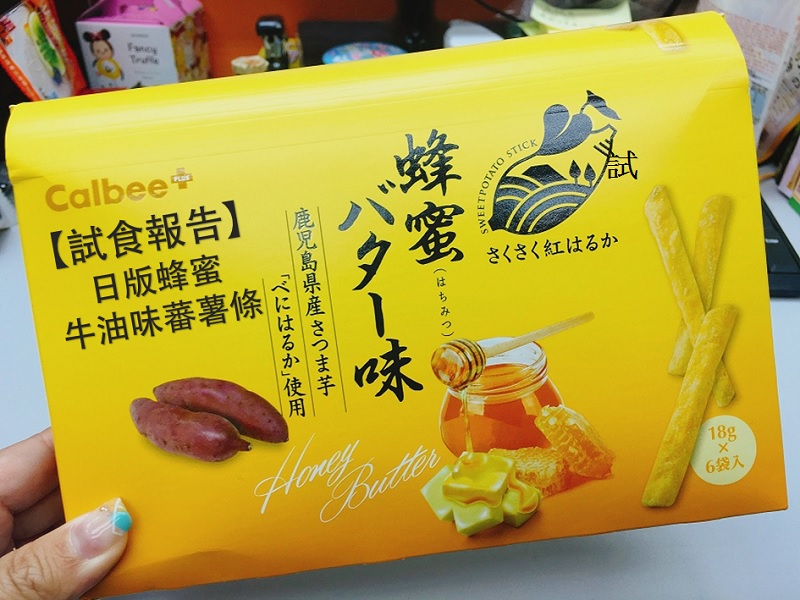 Fancy
Truffle
Calbee
PLUS
【試食報告】
日版蜂蜜
牛油味蕃薯條
鹿児島県産さつま芋
「べにはるか」使用
蜂蜜
(はちみつ)
バター味
SWEETPOTATO STICK
試
さくさく紅はるか
Honey
Butter
18g
×
6袋入